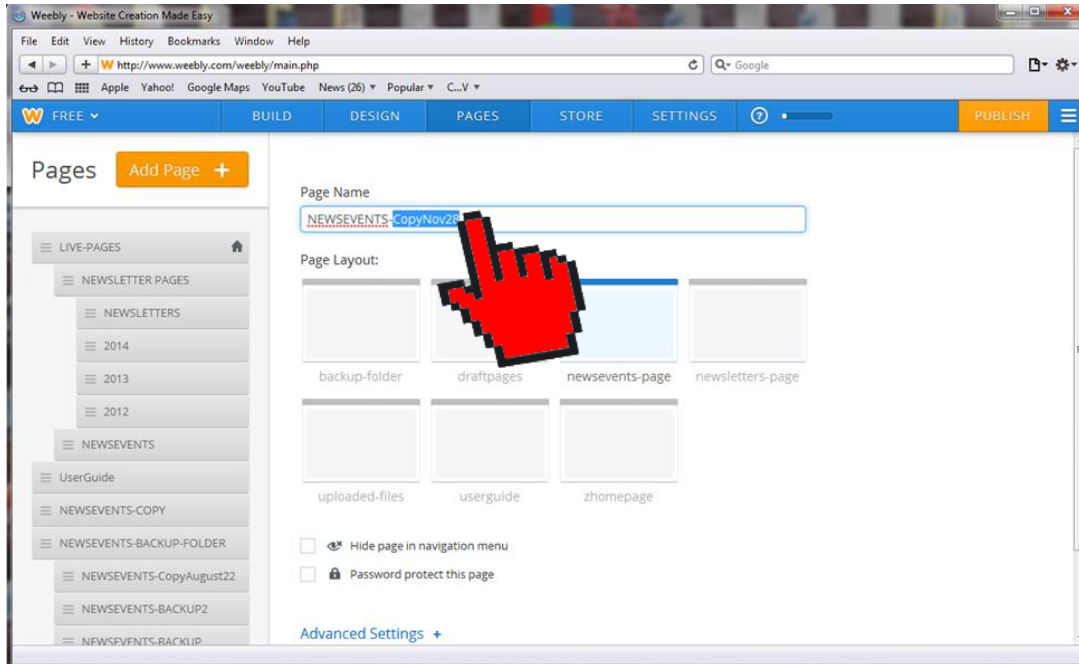 Weebly - Website Creation Made Easy
File Edit View History Bookmarks Window Help
http://www.weebly.com/weebly/main.php
Google
Apple Yahoo! Google Maps YouTube News (26) Popular C...V
FREE BUILD DESIGN PAGES STORE SETTINGS ? PUBLISH
Pages
Add Page +
LIVE-PAGES
NEWSLETTER PAGES
NEWSLETTERS
2014
2013
2012
NEWSEVENTS
UserGuide
NEWSEVENTS-COPY
NEWSEVENTS-BACKUP-FOLDER
NEWSEVENTS-CopyAugust22
NEWSEVENTS-BACKUP2
NEWSEVENTS-BACKUP
Page Name
NEWSEVENTS-CopyNov28
Page Layout:
backup-folder draftpages newsevents-page newsletters-page
uploaded-files userguide zhomepage
Hide page in navigation menu
Password protect this page
Advanced Settings +